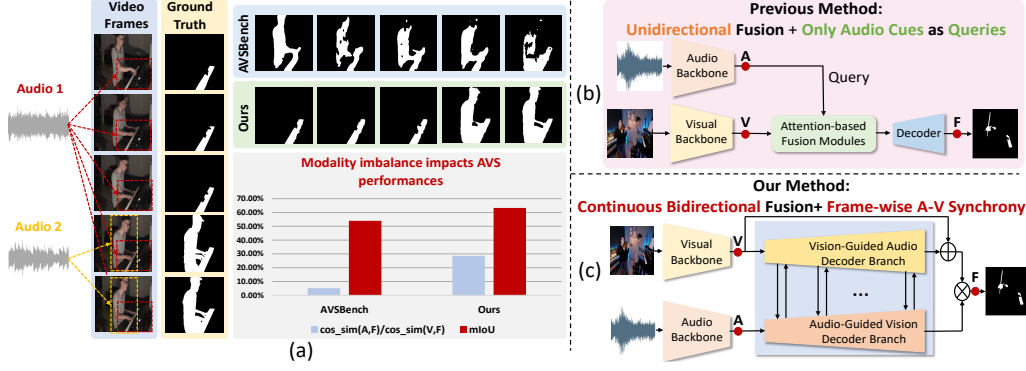 Video
Frames
Ground
Truth
Audio 1
Audio 2
AVSBench
Ours
Modality imbalance impacts AVS
performances
70.00%
60.00%
50.00%
40.00%
30.00%
20.00%
10.00%
0.00%
AVSBench
Ours
cos_sim(A,F)/cos_sim(V,F)
mIoU
(a)
Previous Method:
Unidirectional Fusion + Only Audio Cues as Queries
Audio
Backbone
A
Query
(b)
Visual
Backbone
V
Attention-based
Fusion Modules
Decoder
F
Our Method:
Continuous Bidirectional Fusion+ Frame-wise A-V Synchrony
Visual
Backbone
V
Vision-Guided Audio
Decoder Branch
(c)
...
F
Audio
Backbone
A
Audio-Guided Vision
Decoder Branch